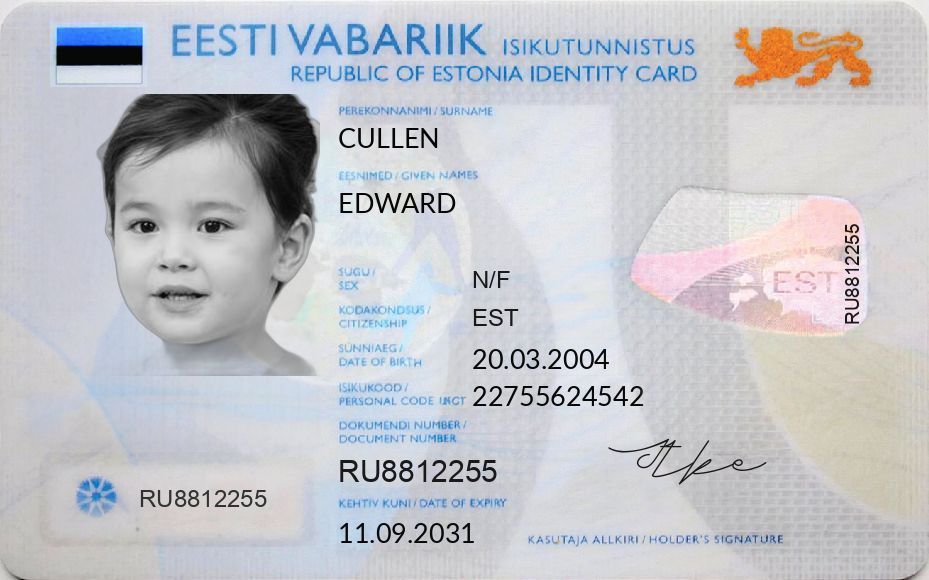 EESTI VABARIIK ISIKUTUNNISTUS
REPUBLIC OF ESTONIA IDENTITY CARD
PEREKONNANIMI / SURNAME
CULLEN
EESNIMED / GIVEN NAMES
EDWARD
SUGU /
SEX
N/F
KODAKONDSUS /
CITIZENSHIP
EST
SÜNNIAEG /
DATE OF BIRTH
20.03.2004
ISIKUKOOD /
PERSONAL CODE
22755624542
DOKUMENDI NUMBER /
DOCUMENT NUMBER
RU8812255
KEHTIV KUNI / DATE OF EXPIRY
11.09.2031
RU8812255
EST
RU8812255
KASUTAJA ALLKIRI / HOLDER'S SIGNATURE